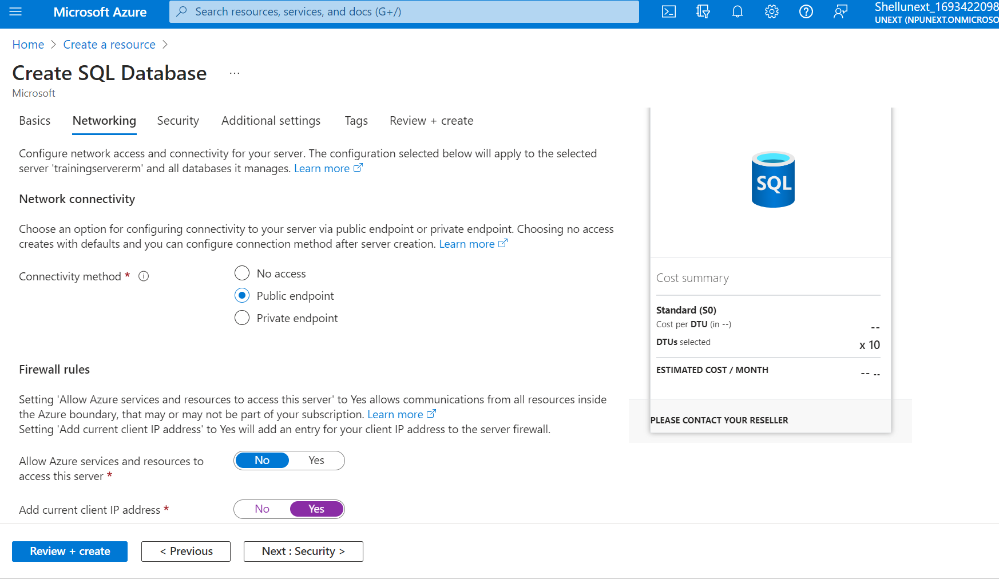 Microsoft Azure
Search resources, services, and docs (G+/)
Shellunext_1693422098
UNEXT (NPUNEXT.ONMICROSO
Home > Create a resource >
Create SQL Database ...
Microsoft
Basics Networking Security Additional settings Tags Review + create
Configure network access and connectivity for your server. The configuration selected below will apply to the selected
server 'trainingservererm' and all databases it manages. Learn more
Network connectivity
Choose an option for configuring connectivity to your server via public endpoint or private endpoint. Choosing no access
creates with defaults and you can configure connection method after server creation. Learn more
Connectivity method *
No access
Public endpoint
Private endpoint
Firewall rules
Setting 'Allow Azure services and resources to access this server' to Yes allows communications from all resources inside
the Azure boundary, that may or may not be part of your subscription. Learn more
Setting 'Add current client IP address' to Yes will add an entry for your client IP address to the server firewall.
Allow Azure services and resources to
access this server *
No Yes
Add current client IP address *
No Yes
SQL
Cost summary
Standard (S0)
Cost per DTU (in --) --
DTUs selected x 10
ESTIMATED COST / MONTH -- --
PLEASE CONTACT YOUR RESELLER
Review + create
< Previous
Next : Security >